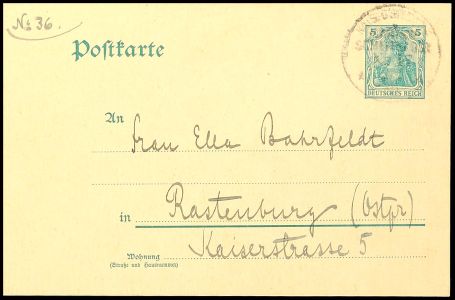 No 36.
Postkarte
5 5
DEUTSCHES REICH
An
Frau Ella Bahrfeldt
in Rastenburg (Ostpr)
Kaiserstrasse 5
Wohnung
(Straße und Hausnummer)